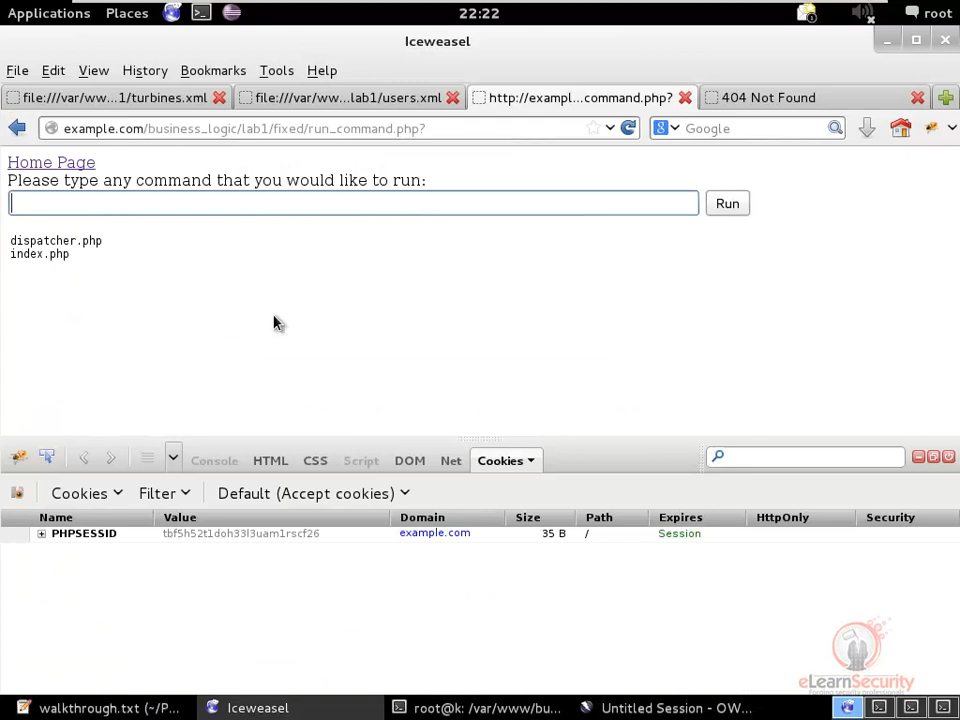 Applications Places 22:22 root
Iceweasel
File Edit View History Bookmarks Tools Help
file:///var/ww...1/turbines.xml file:///var/ww...lab1/users.xml http://exampl...command.php? 404 Not Found
example.com/business_logic/lab1/fixed/run_command.php? Google
Home Page
Please type any command that you would like to run:
Run
dispatcher.php
index.php
Console HTML CSS Script DOM Net Cookies
Cookies Filter Default (Accept cookies)
Name Value Domain Size Path Expires HttpOnly Security
PHPSESSID tbf5h52t1doh33l3uam1rscf26 example.com 35 B / Session
eLearnSecurity
Forging security professionals
walkthrough.txt (~/P... Iceweasel root@k: /var/www/bu... Untitled Session - OW...